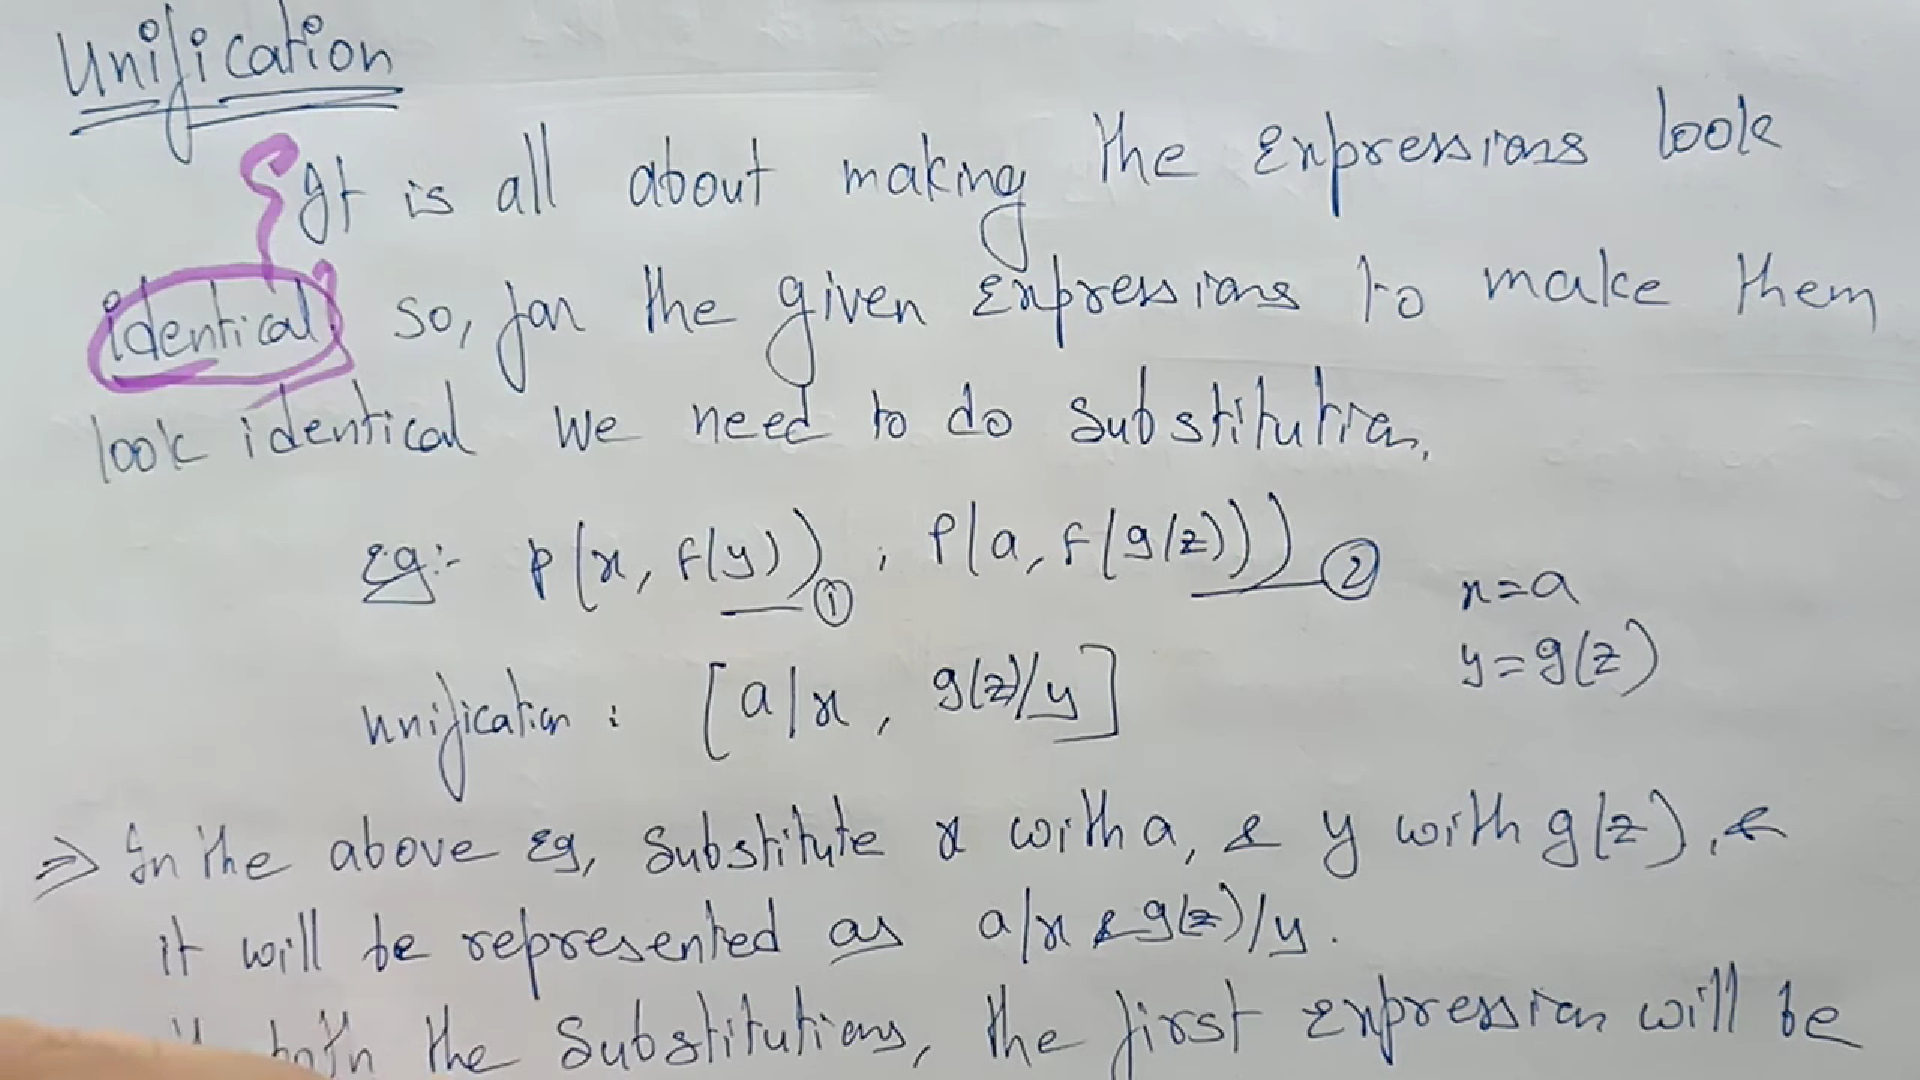 Unification
It is all about making the expressions look
identical, so, for the given expressions to make them
look identical we need to do substitution.
eg:- p(x, F(y)) ①, P(a, F(g(z))) ②
x=a
y=g(z)
unification : [a/x, g(z)/y]
⇒ In the above eg, substitute x with a, & y with g(z), &
it will be represented as a/x & g(z)/y.
both the substitutions, the first expression will be